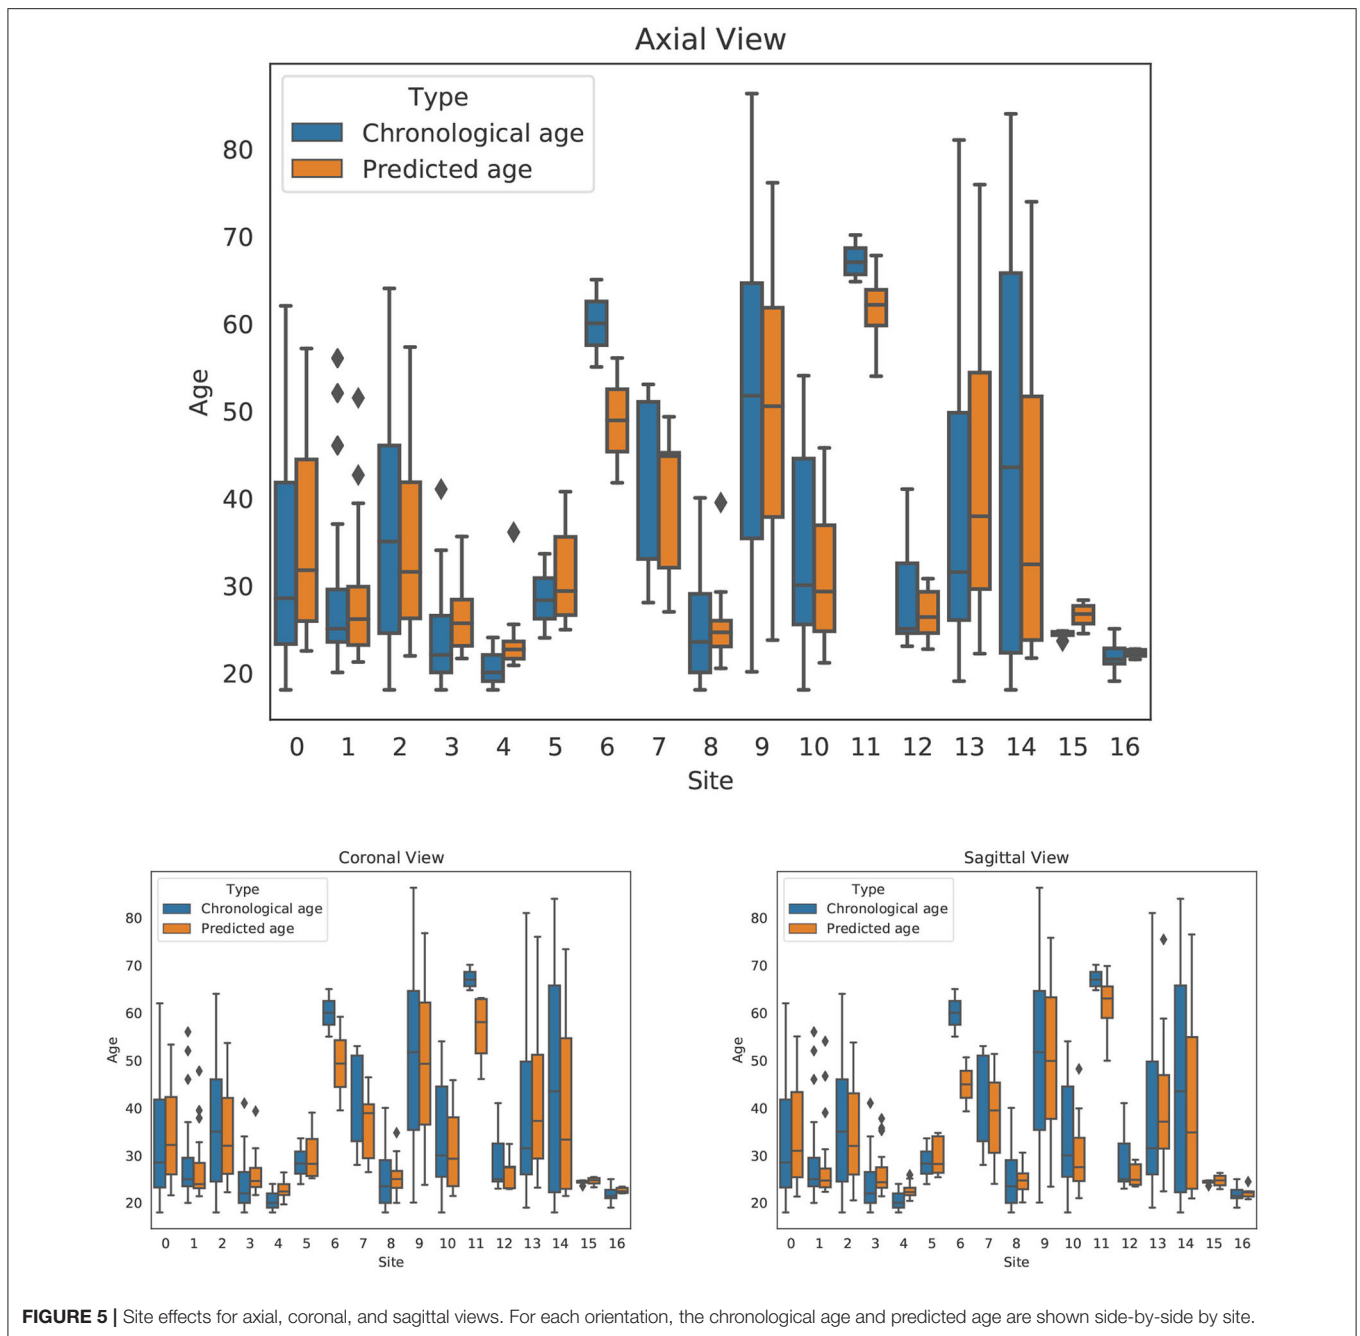 Axial View
Type
Chronological age
Predicted age
80
70
60
50
40
30
20
Age
0 1 2 3 4 5 6 7 8 9 10 11 12 13 14 15 16
Site
Coronal View
Type
Chronological age
Predicted age
80
70
60
50
40
30
20
Age
0 1 2 3 4 5 6 7 8 9 10 11 12 13 14 15 16
Site
Sagittal View
Type
Chronological age
Predicted age
80
70
60
50
40
30
20
Age
0 1 2 3 4 5 6 7 8 9 10 11 12 13 14 15 16
Site
FIGURE 5 | Site effects for axial, coronal, and sagittal views. For each orientation, the chronological age and predicted age are shown side-by-side by site.